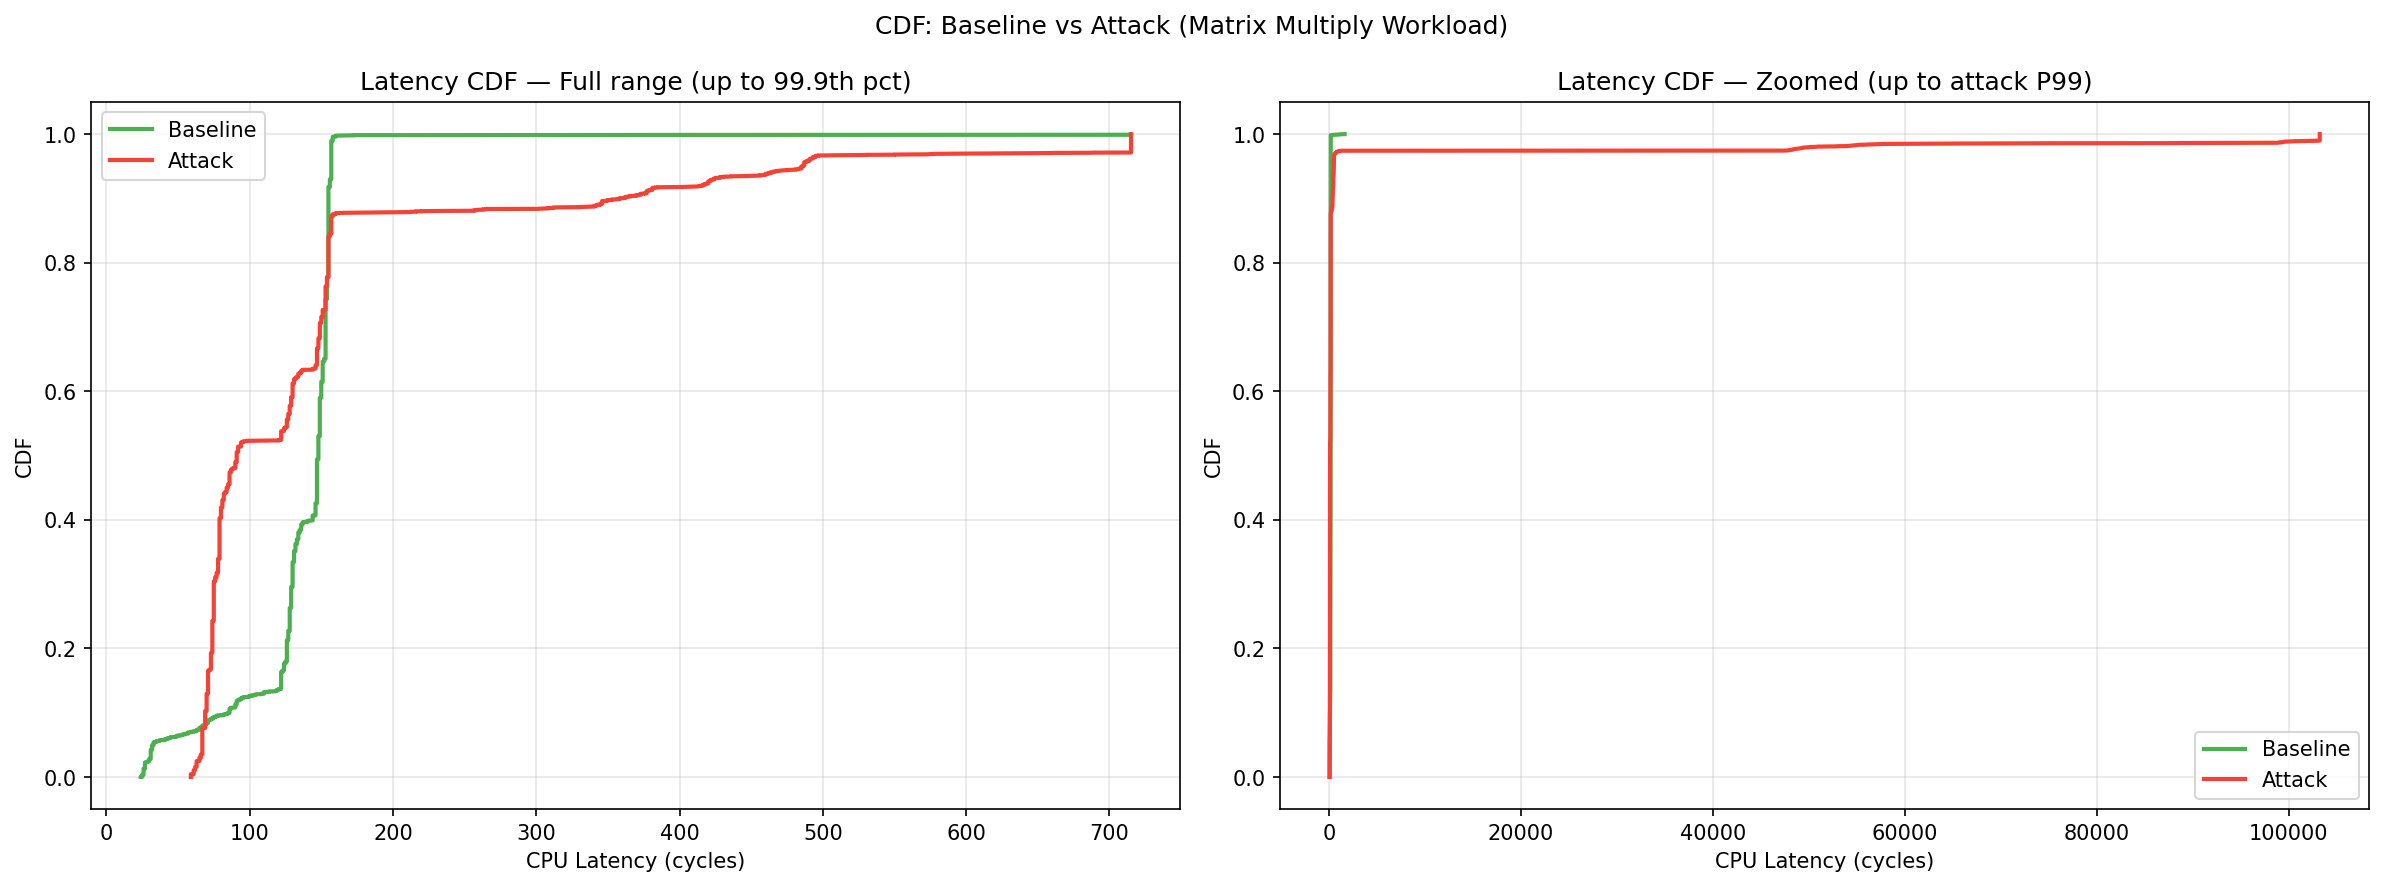 CDF: Baseline vs Attack (Matrix Multiply Workload)
Latency CDF — Full range (up to 99.9th pct)
Baseline
Attack
CDF
1.0
0.8
0.6
0.4
0.2
0.0
0 100 200 300 400 500 600 700
CPU Latency (cycles)
Latency CDF — Zoomed (up to attack P99)
CDF
1.0
0.8
0.6
0.4
0.2
0.0
Baseline
Attack
0 20000 40000 60000 80000 100000
CPU Latency (cycles)